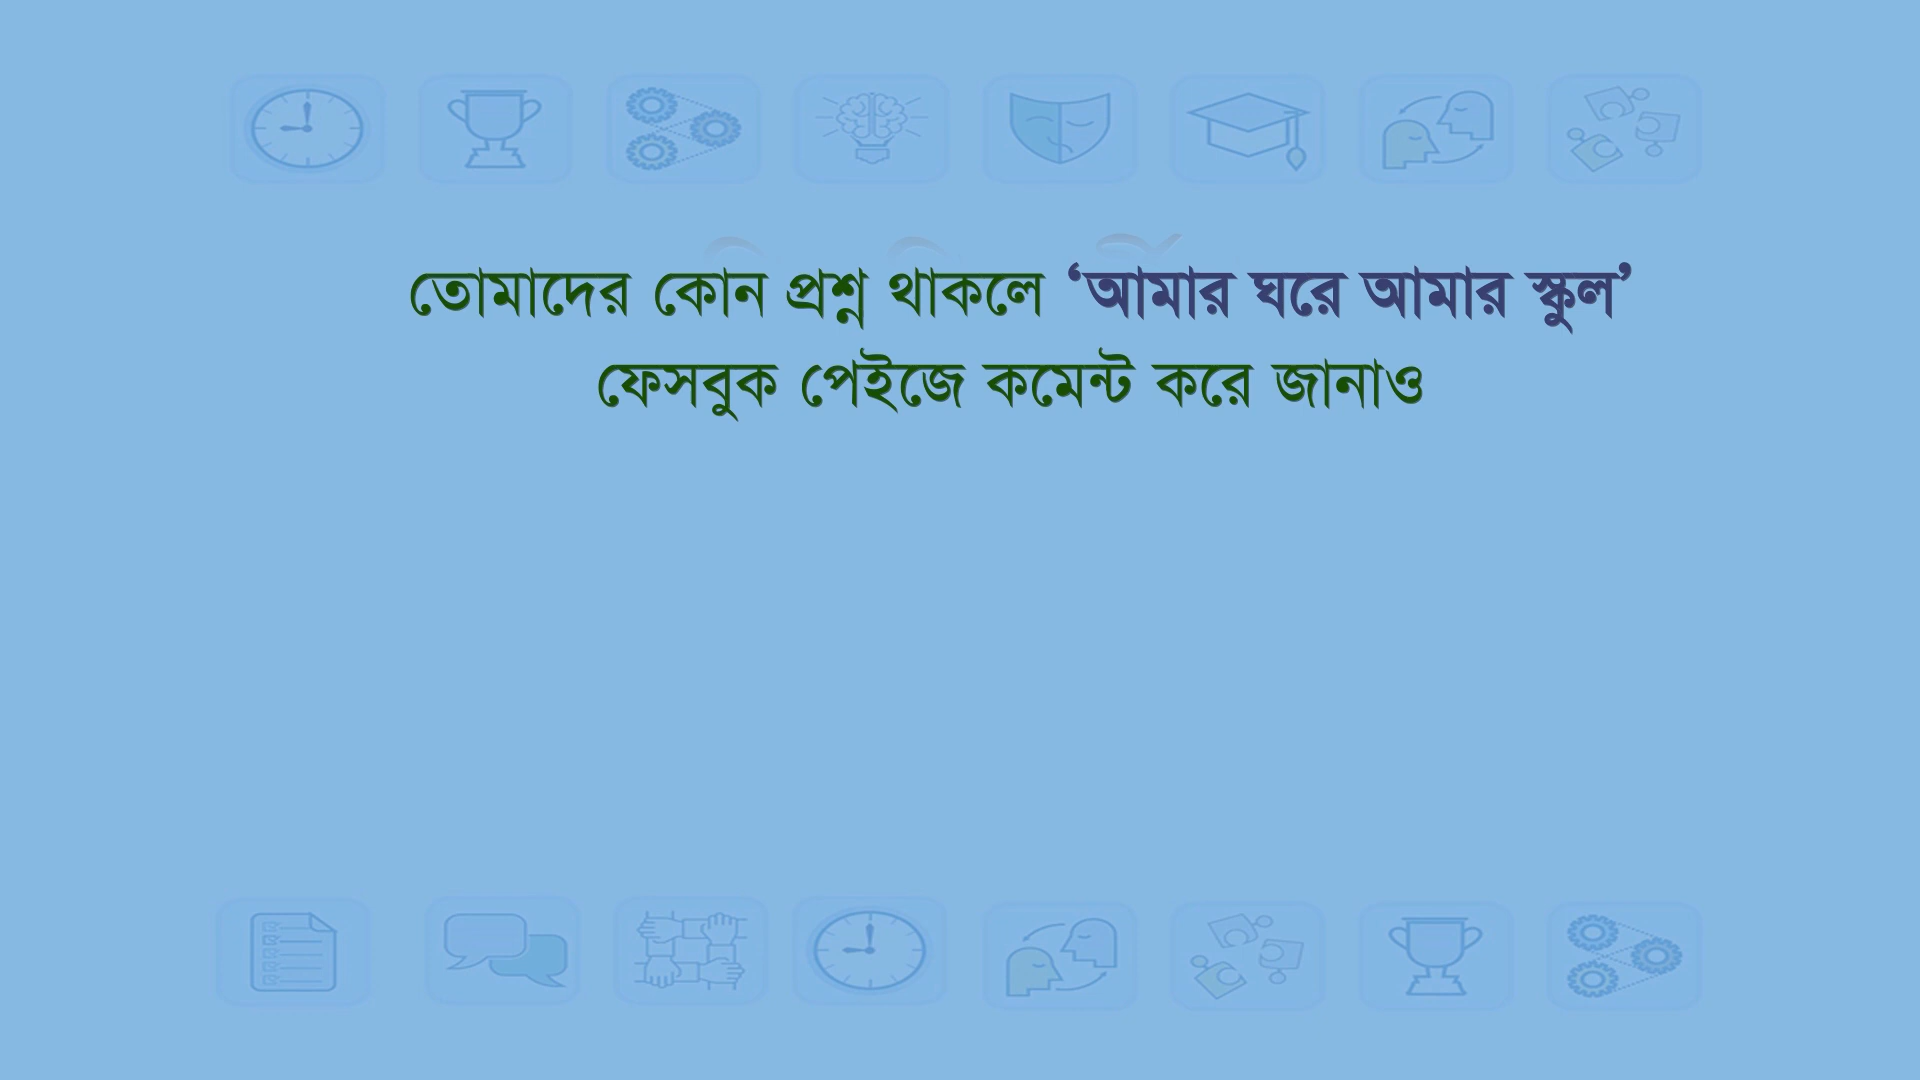 তোমাদের কোন প্রশ্ন থাকলে ‘আমার ঘরে আমার স্কুল’
ফেসবুক পেইজে কমেন্ট করে জানাও